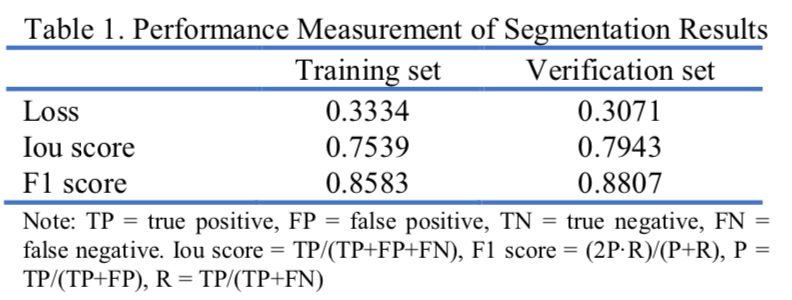 Table 1. Performance Measurement of Segmentation Results
Training set Verification set
Loss 0.3334 0.3071
Iou score 0.7539 0.7943
F1 score 0.8583 0.8807
Note: TP = true positive, FP = false positive, TN = true negative, FN =
false negative. Iou score = TP/(TP+FP+FN), F1 score = (2P·R)/(P+R), P =
TP/(TP+FP), R = TP/(TP+FN)